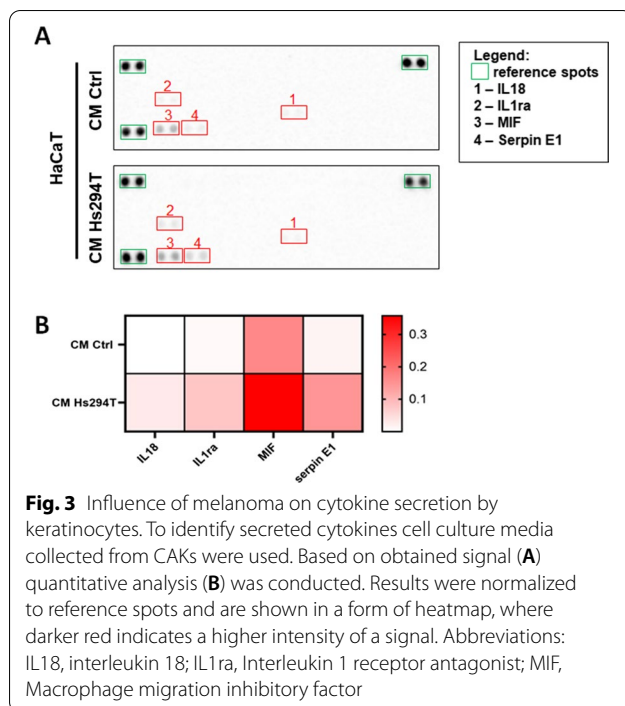 A
HaCaT
CM Ctrl
2
1
3
4
CM Hs294T
2
1
3
4
Legend:
reference spots
1 – IL18
2 – IL1ra
3 – MIF
4 – Serpin E1
B
CM Ctrl
CM Hs294T
IL18
IL1ra
MIF
serpin E1
0.3
0.2
0.1
Fig. 3 Influence of melanoma on cytokine secretion by
keratinocytes. To identify secreted cytokines cell culture media
collected from CAKs were used. Based on obtained signal (A)
quantitative analysis (B) was conducted. Results were normalized
to reference spots and are shown in a form of heatmap, where
darker red indicates a higher intensity of a signal. Abbreviations:
IL18, interleukin 18; IL1ra, Interleukin 1 receptor antagonist; MIF,
Macrophage migration inhibitory factor